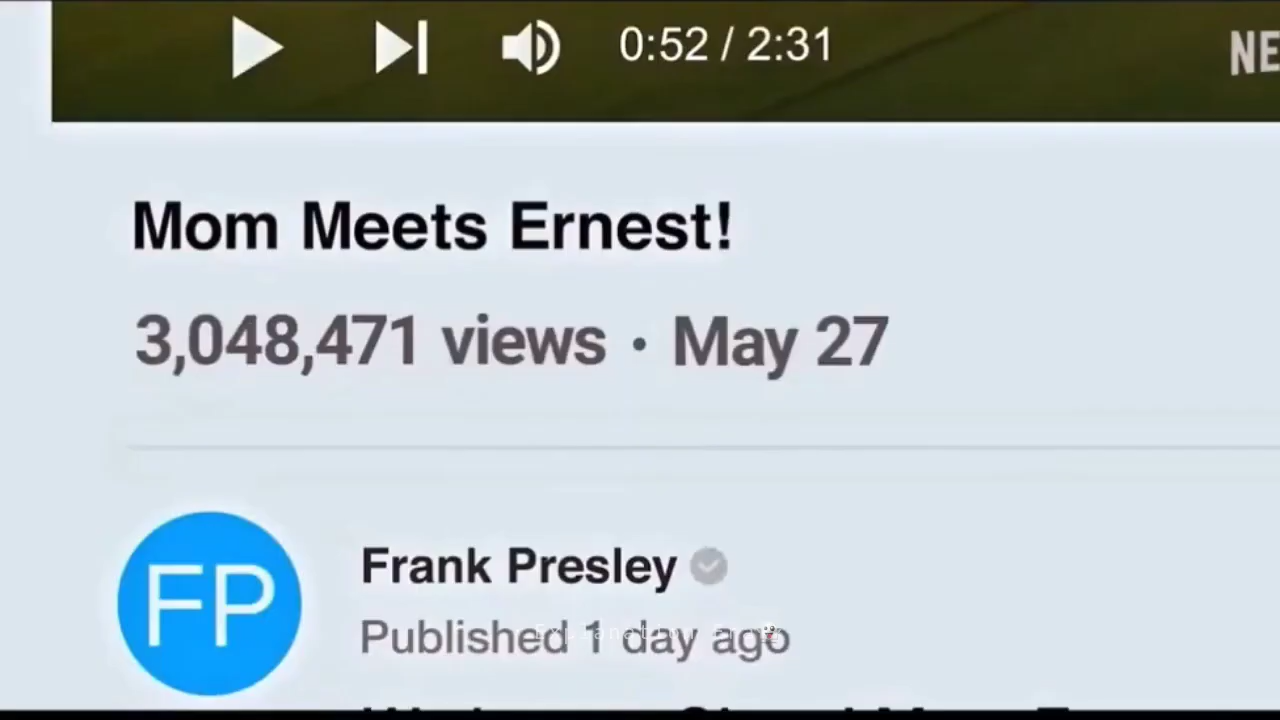 0:52 / 2:31
NE
Mom Meets Ernest!
3,048,471 views · May 27
FP
Frank Presley
Published 1 day ago